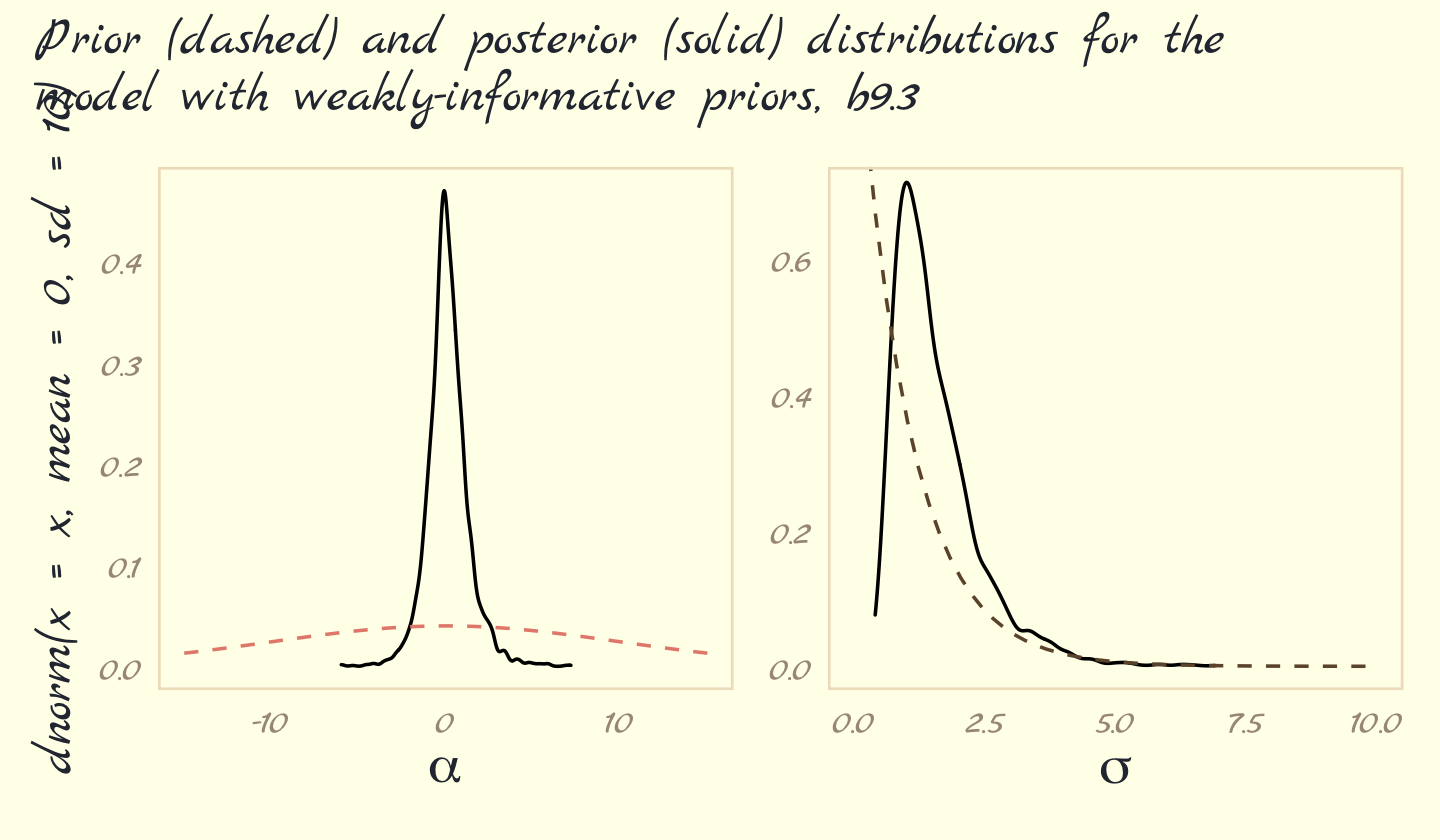 Prior (dashed) and posterior (solid) distributions for the
model with weakly-informative priors, b9.3
dnorm(x = x, mean = 0, sd = 10)
0.4
0.3
0.2
0.1
0.0
-10 0 10
α
0.6
0.4
0.2
0.0
0.0 2.5 5.0 7.5 10.0
σ